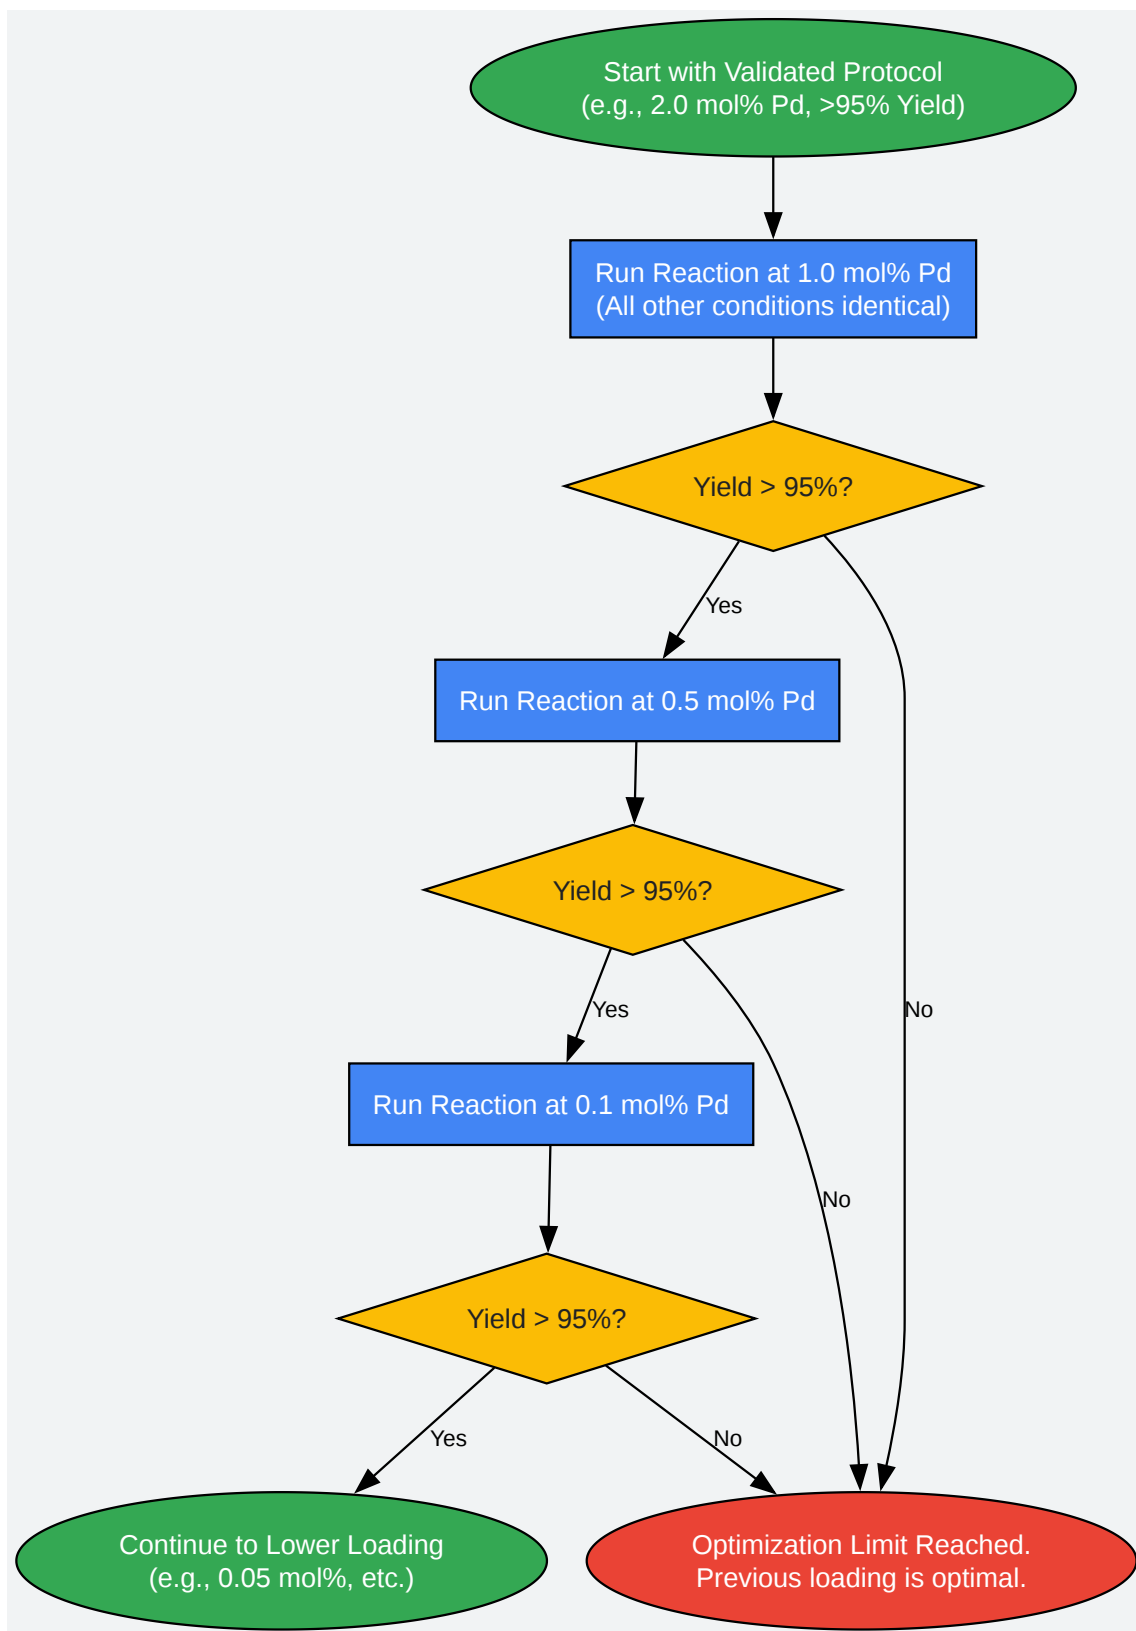 Start with Validated Protocol
(e.g., 2.0 mol% Pd, >95% Yield)
Run Reaction at 1.0 mol% Pd
(All other conditions identical)
Yield > 95%?
Yes
Run Reaction at 0.5 mol% Pd
Yield > 95%?
Yes
No
Run Reaction at 0.1 mol% Pd
No
Yield > 95%?
Yes
No
Continue to Lower Loading
(e.g., 0.05 mol%, etc.)
Optimization Limit Reached.
Previous loading is optimal.